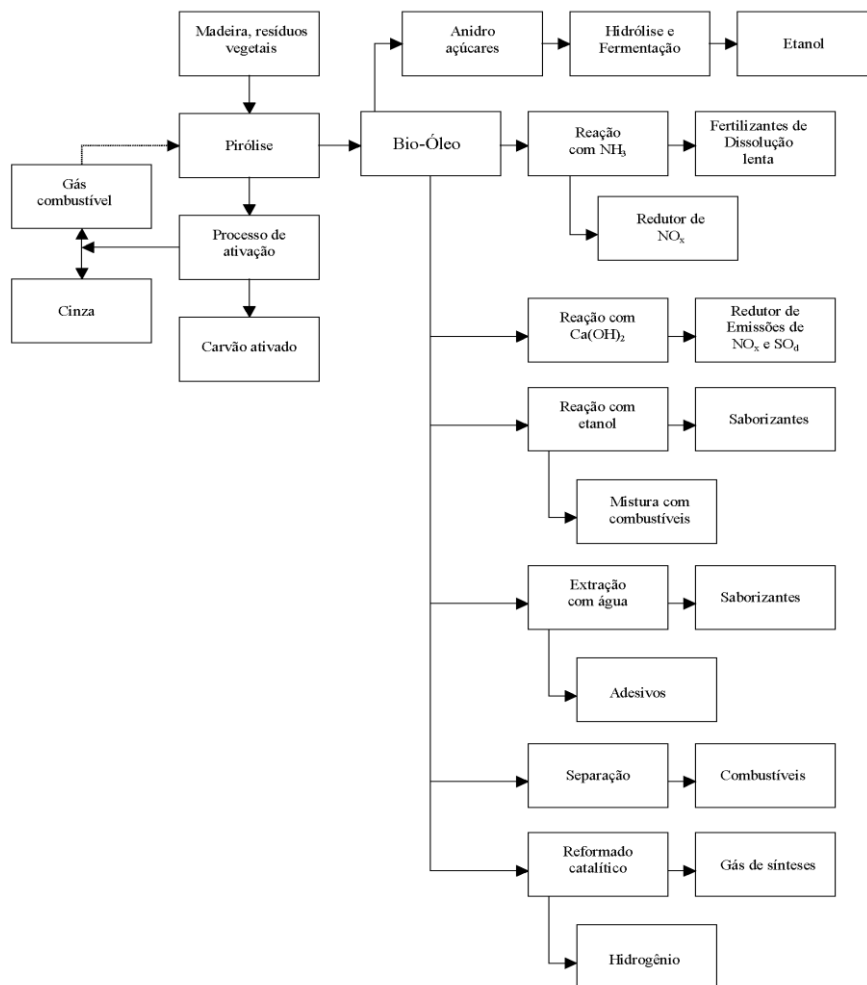 Madeira, resíduos
vegetais
Anidro
açúcares
Hidrólise e
Fermentação
Etanol
Pirólise
Bio-Óleo
Reação
com NH₃
Fertilizantes de
Dissolução
lenta
Gás
combustível
Redutor de
NOₓ
Processo de
ativação
Cinza
Carvão ativado
Reação com
Ca(OH)₂
Redutor de
Emissões de
NOₓ e SO_d
Reação com
etanol
Saborizantes
Mistura com
combustíveis
Extração
com água
Saborizantes
Adesivos
Separação
Combustíveis
Reformado
catalítico
Gás de sínteses
Hidrogênio